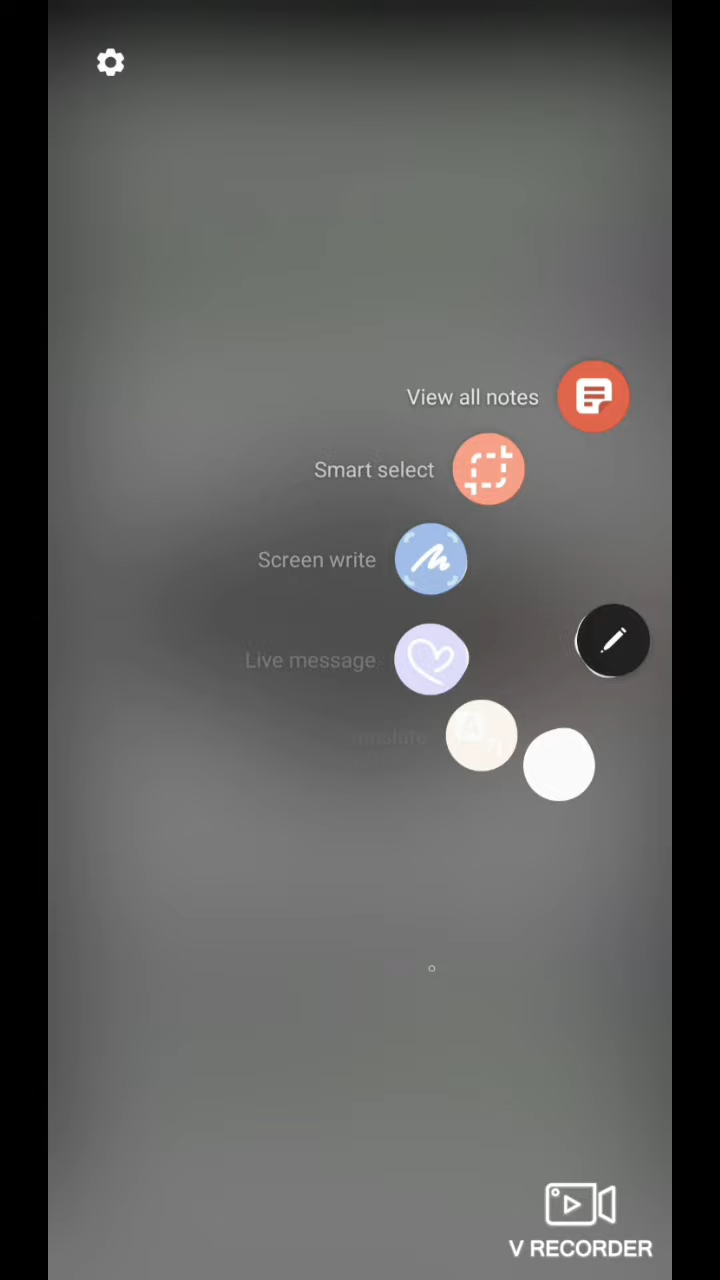 View all notes
Smart select
Screen write
Live message
V RECORDER